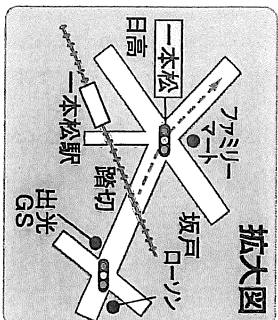 拡大図
ファミリー
マート
坂戸
ローソン
一本松
日高
踏切
一本松駅
出光
GS